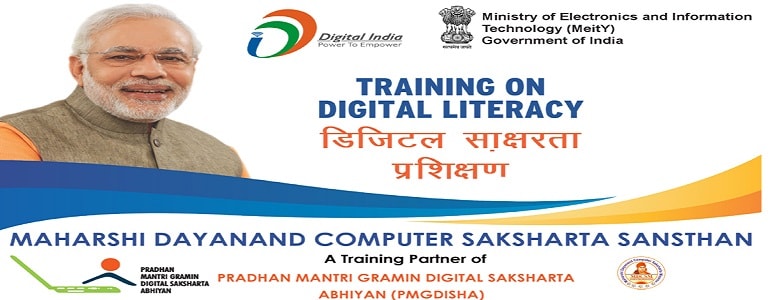 Digital India
Power To Empower
Ministry of Electronics and Information
Technology (MeitY)
Government of India
TRAINING ON
DIGITAL LITERACY
डिजिटल सा़क्षरता
प्रशिक्षण
MAHARSHI DAYANAND COMPUTER SAKSHARTA SANSTHAN
A Training Partner of
PRADHAN MANTRI GRAMIN DIGITAL SAKSHARTA
ABHIYAN (PMGDISHA)
PRADHAN
MANTRI GRAMIN
DIGITAL SAKSHARTA
ABHIYAN